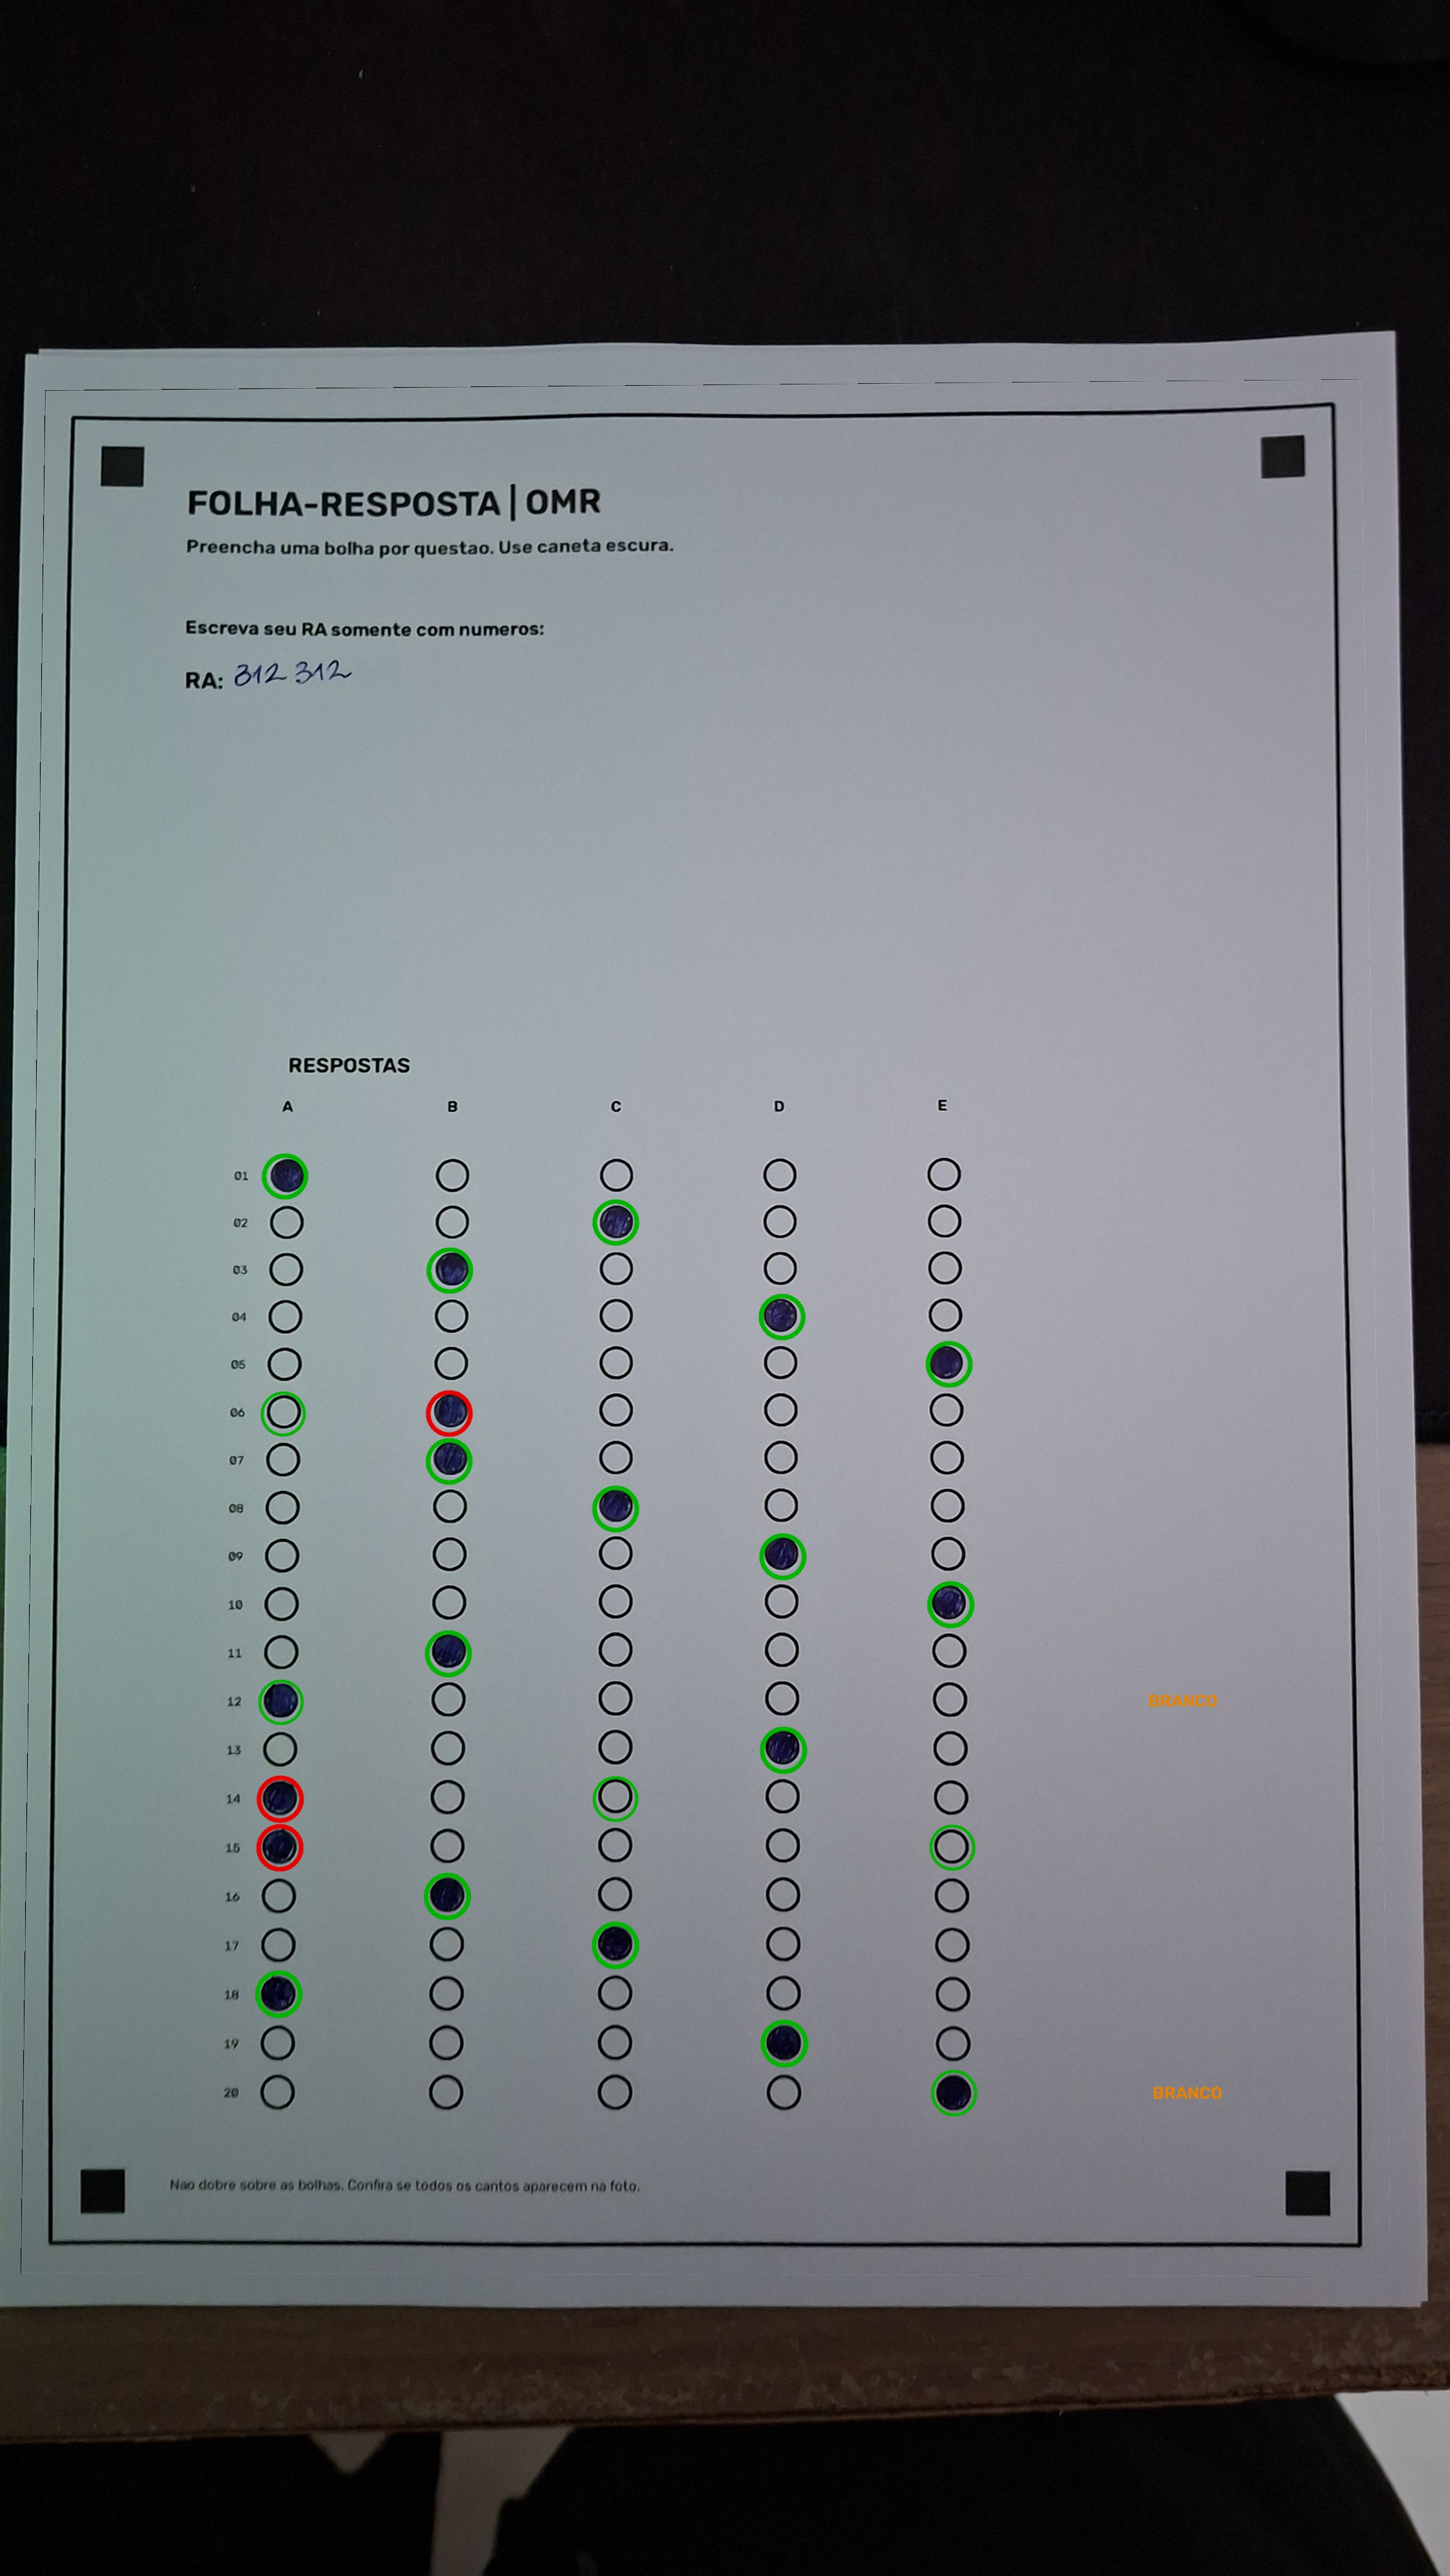 FOLHA-RESPOSTA | OMR
Preencha uma bolha por questao. Use caneta escura.
Escreva seu RA somente com numeros:
RA: 312 312
RESPOSTAS
A B C D E
01
02
03
04
05
06
07
08
09
10
11
12 BRANCO
13
14
15
16
17
18
19
20 BRANCO
Nao dobre sobre as bolhas. Confira se todos os cantos aparecem na foto.